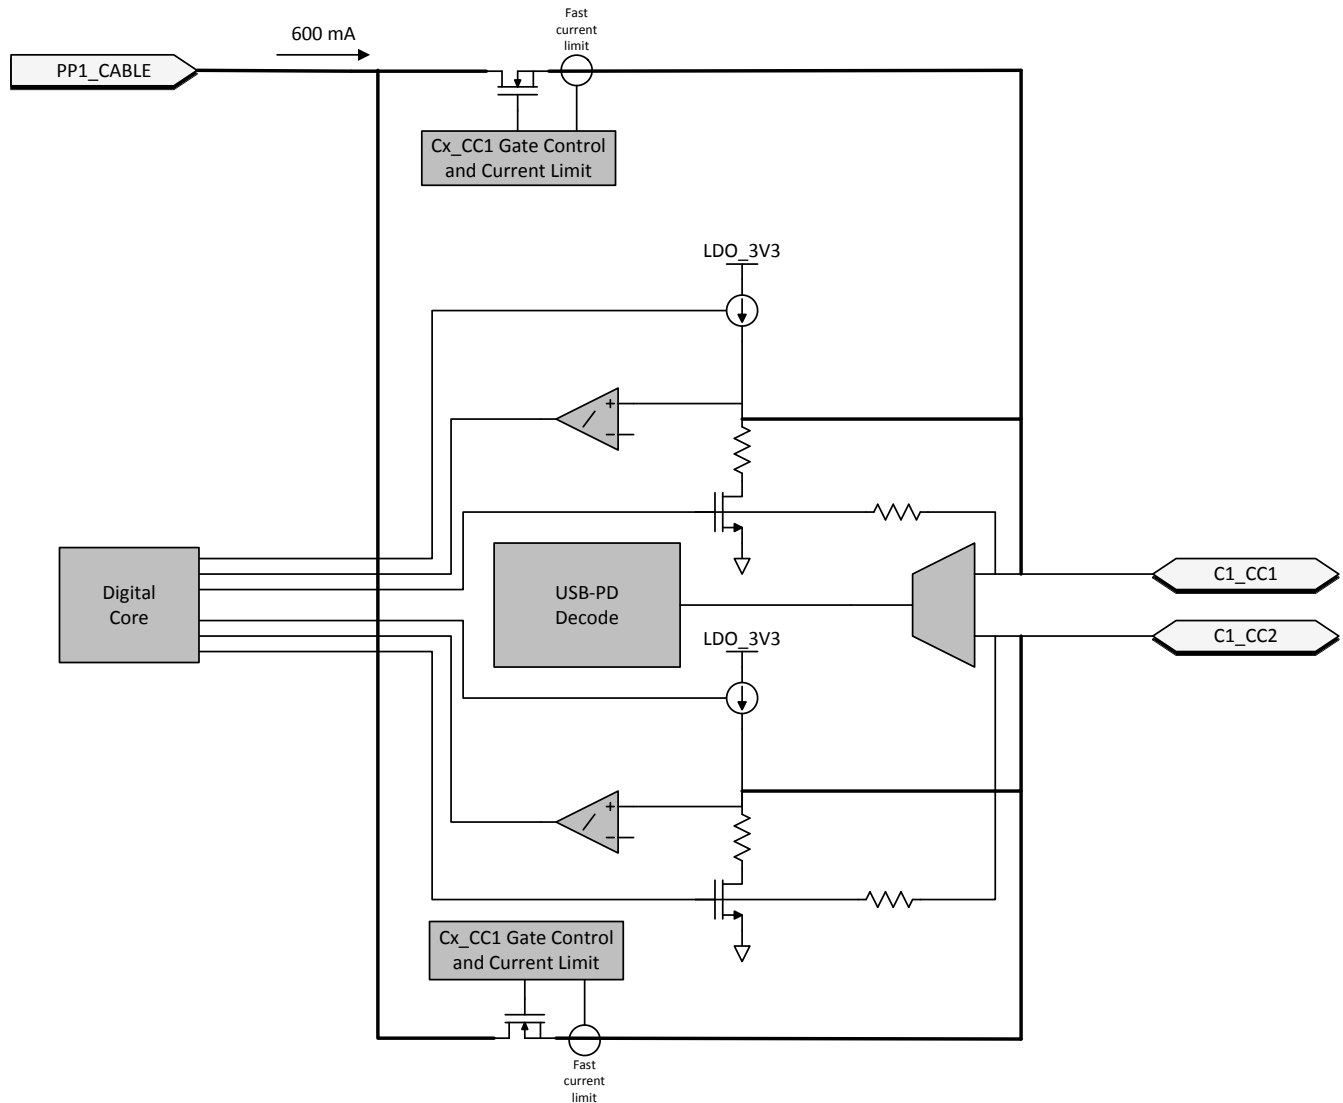 Fast
current
limit
600 mA
PP1_CABLE
Cx_CC1 Gate Control
and Current Limit
LDO_3V3
+
−
Digital
Core
USB-PD
Decode
C1_CC1
C1_CC2
LDO_3V3
+
−
Cx_CC1 Gate Control
and Current Limit
Fast
current
limit